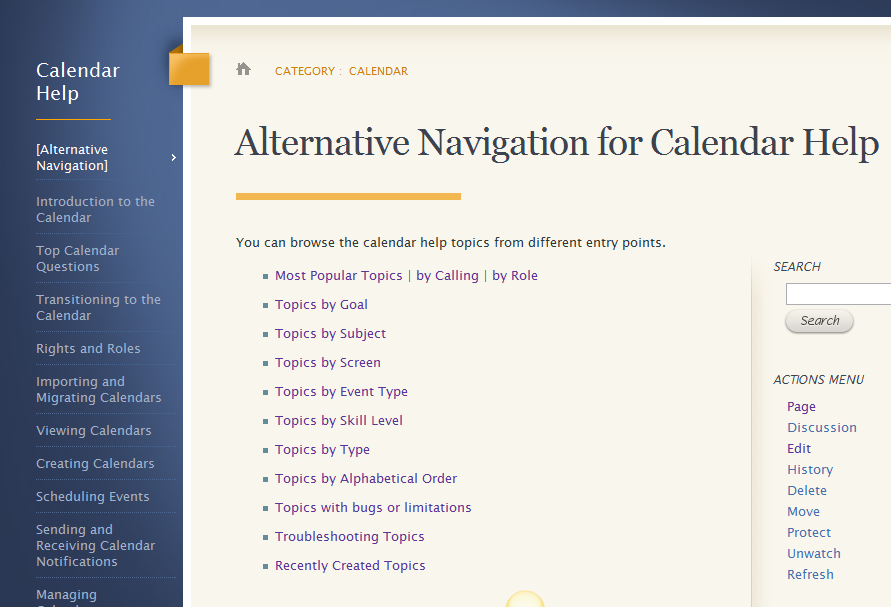 Calendar
Help
[Alternative
Navigation]
Introduction to the
Calendar
Top Calendar
Questions
Transitioning to the
Calendar
Rights and Roles
Importing and
Migrating Calendars
Viewing Calendars
Creating Calendars
Scheduling Events
Sending and
Receiving Calendar
Notifications
Managing
CATEGORY : CALENDAR
Alternative Navigation for Calendar Help
You can browse the calendar help topics from different entry points.
Most Popular Topics | by Calling | by Role
Topics by Goal
Topics by Subject
Topics by Screen
Topics by Event Type
Topics by Skill Level
Topics by Type
Topics by Alphabetical Order
Topics with bugs or limitations
Troubleshooting Topics
Recently Created Topics
SEARCH
Search
ACTIONS MENU
Page
Discussion
Edit
History
Delete
Move
Protect
Unwatch
Refresh